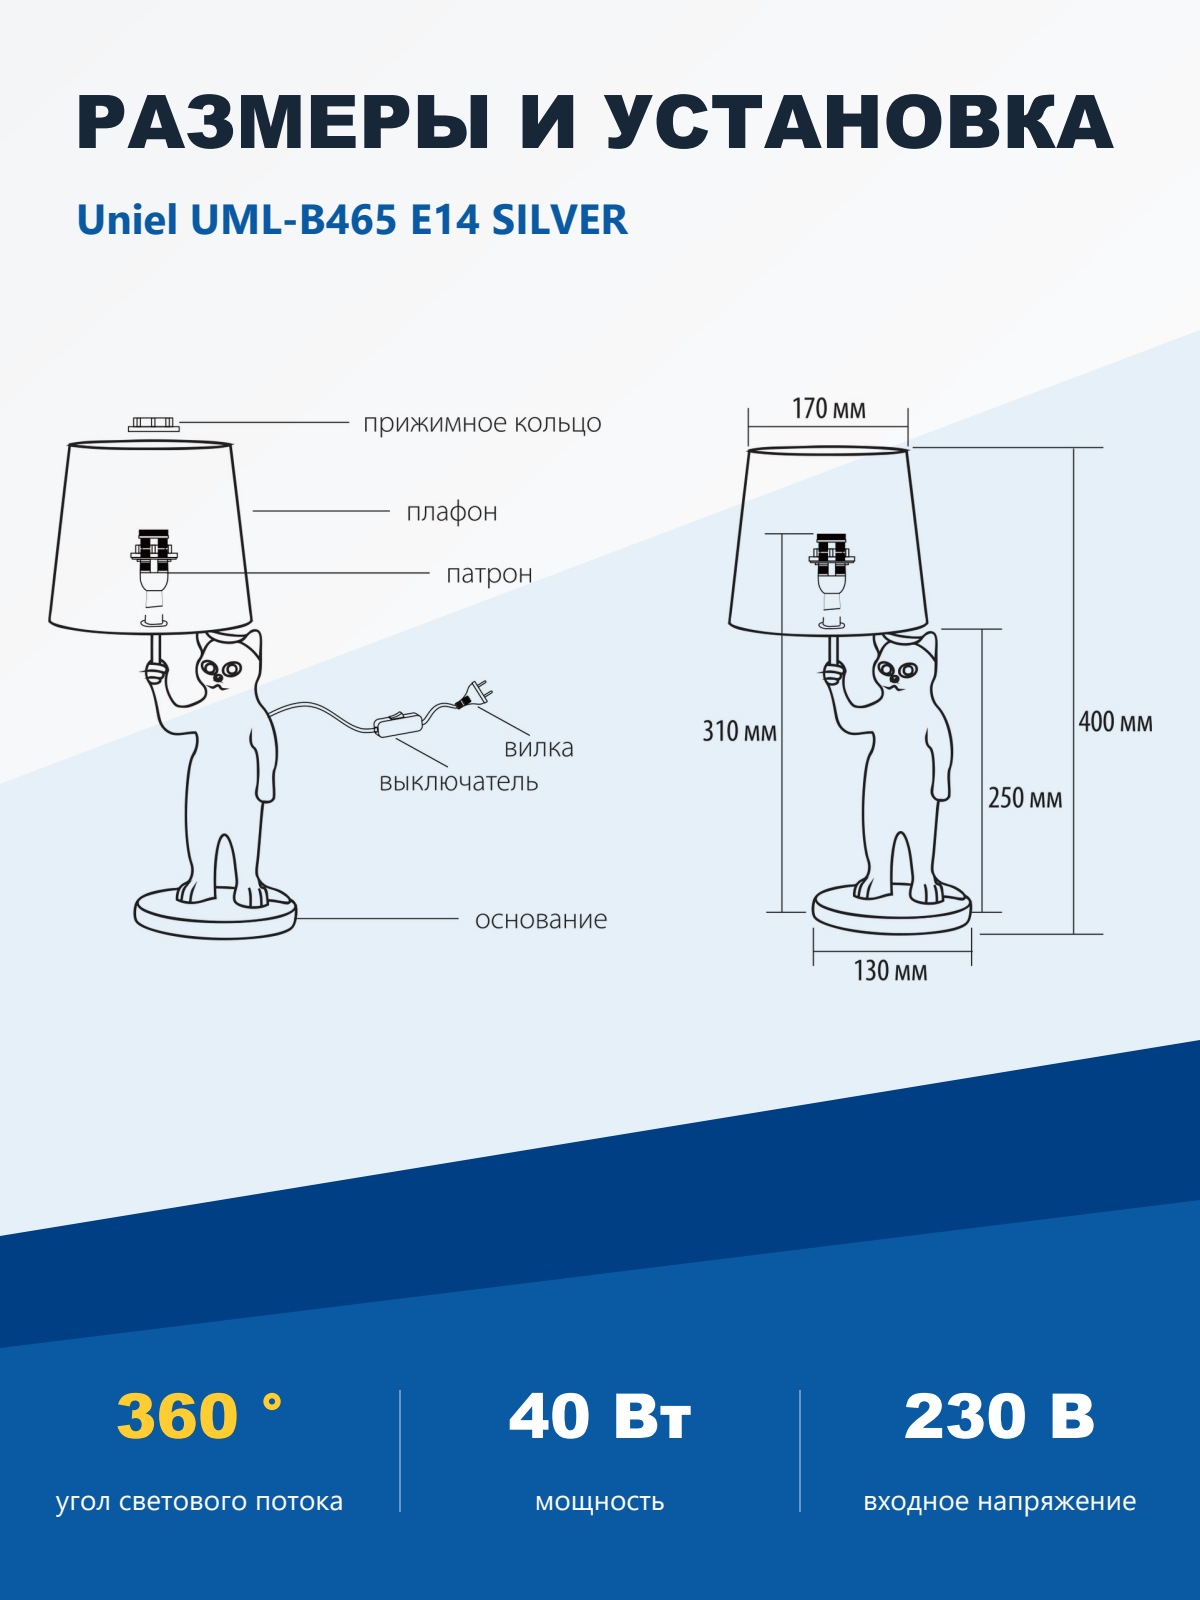 РАЗМЕРЫ И УСТАНОВКА
Uniel UML-B465 E14 SILVER
прижимное кольцо
плафон
патрон
вилка
выключатель
основание
170 мм
310 мм
400 мм
250 мм
130 мм
360 °
угол светового потока
40 Вт
мощность
230 В
входное напряжение